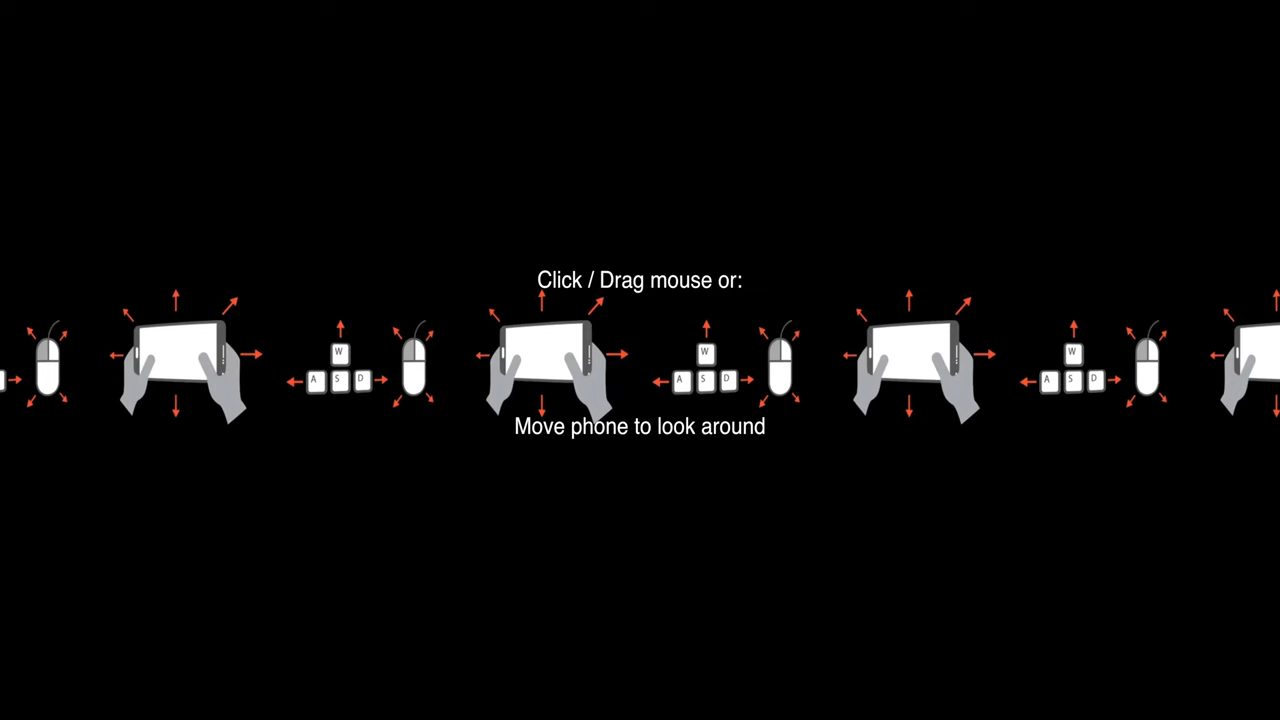 Click / Drag mouse or:
W
A S D
W
A S D
W
A S D
Move phone to look around